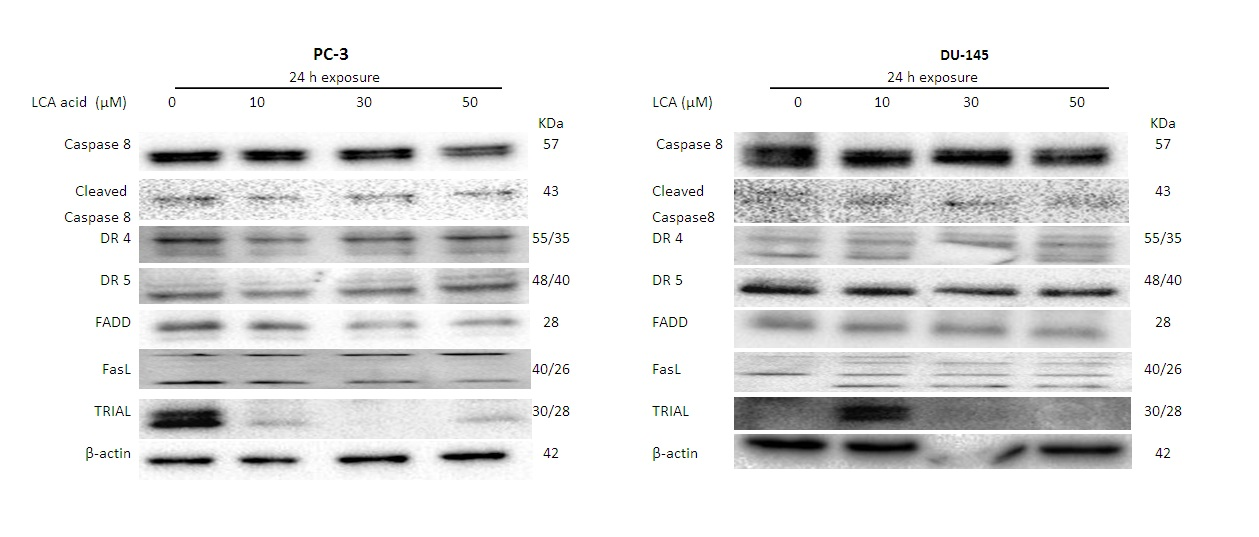 PC-3
24 h exposure
LCA acid (µM) 0 10 30 50
KDa
Caspase 8 57
Cleaved 43
Caspase 8
DR 4 55/35
DR 5 48/40
FADD 28
FasL 40/26
TRIAL 30/28
β-actin 42
DU-145
24 h exposure
LCA (µM) 0 10 30 50
KDa
Caspase 8 57
Cleaved 43
Caspase8
DR 4 55/35
DR 5 48/40
FADD 28
FasL 40/26
TRIAL 30/28
β-actin 42